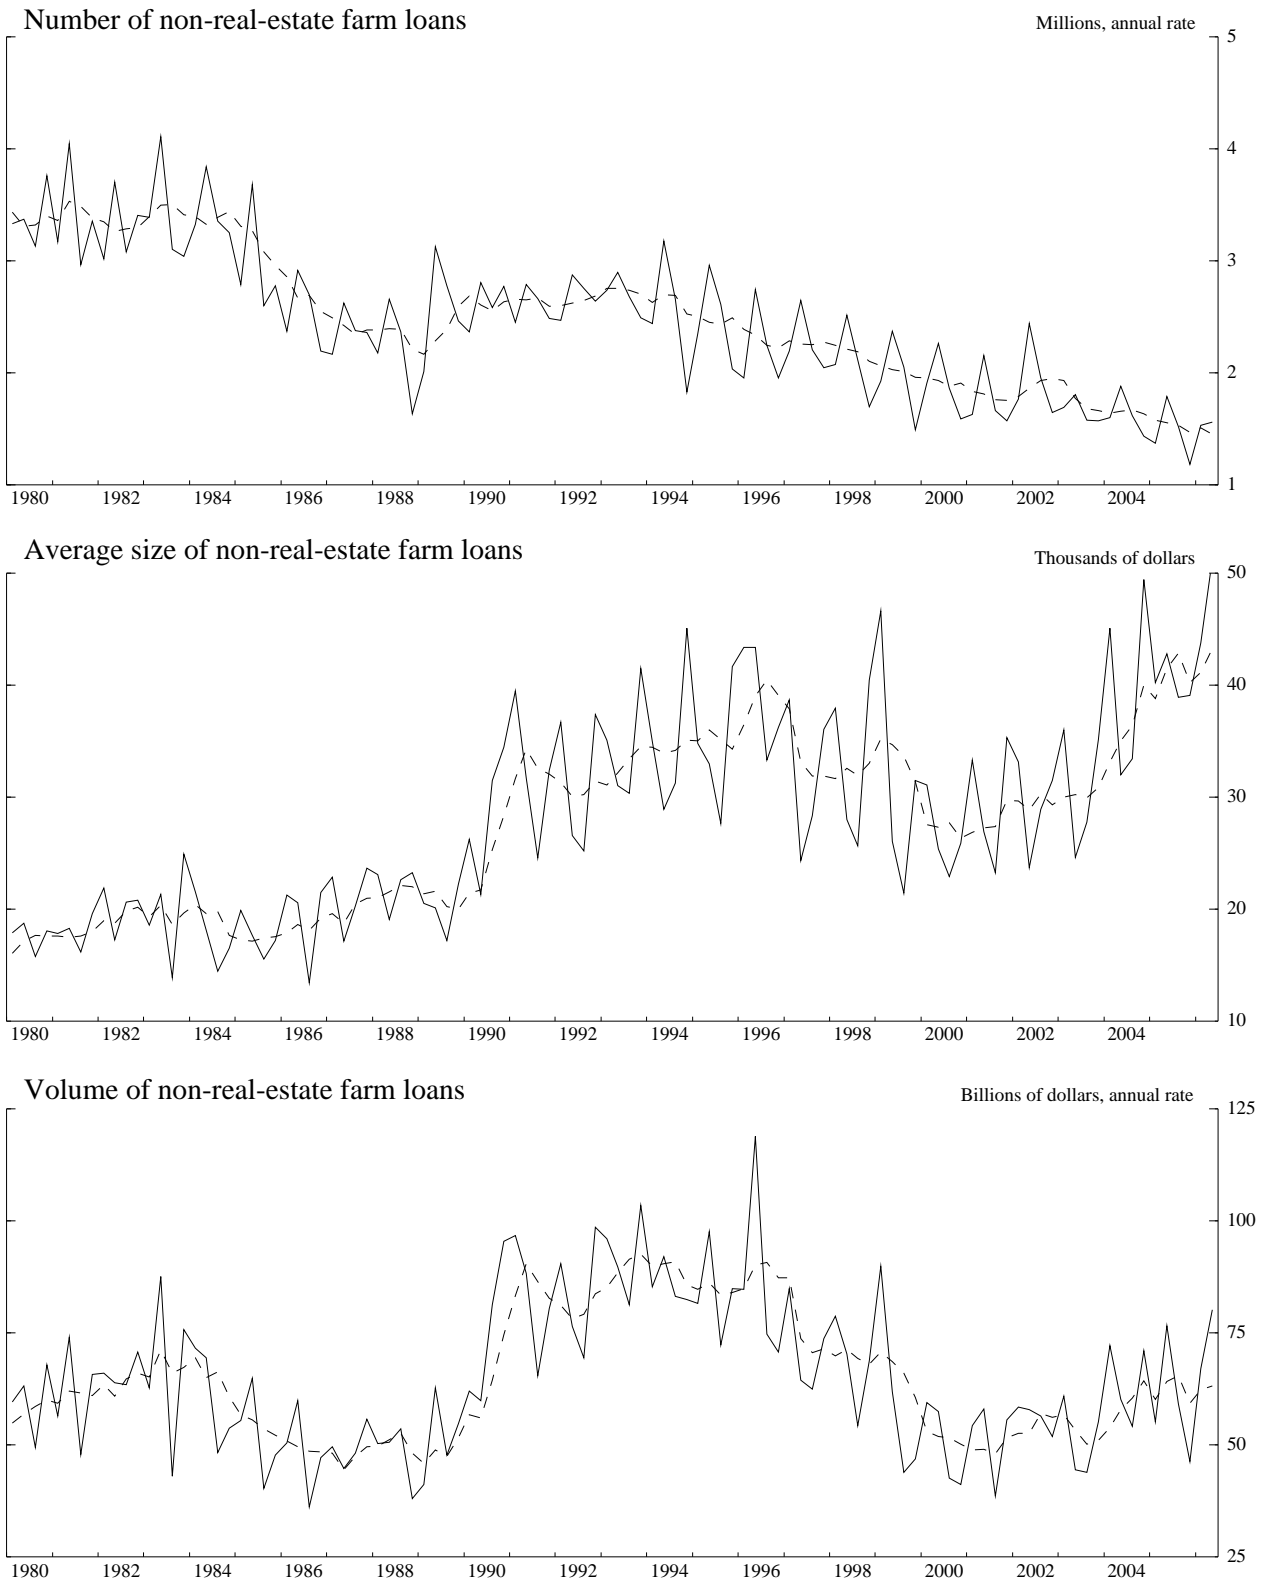 Number of non-real-estate farm loans
Millions, annual rate
5
4
3
2
1
1980 1982 1984 1986 1988 1990 1992 1994 1996 1998 2000 2002 2004
Average size of non-real-estate farm loans
Thousands of dollars
50
40
30
20
10
1980 1982 1984 1986 1988 1990 1992 1994 1996 1998 2000 2002 2004
Volume of non-real-estate farm loans
Billions of dollars, annual rate
125
100
75
50
25
1980 1982 1984 1986 1988 1990 1992 1994 1996 1998 2000 2002 2004